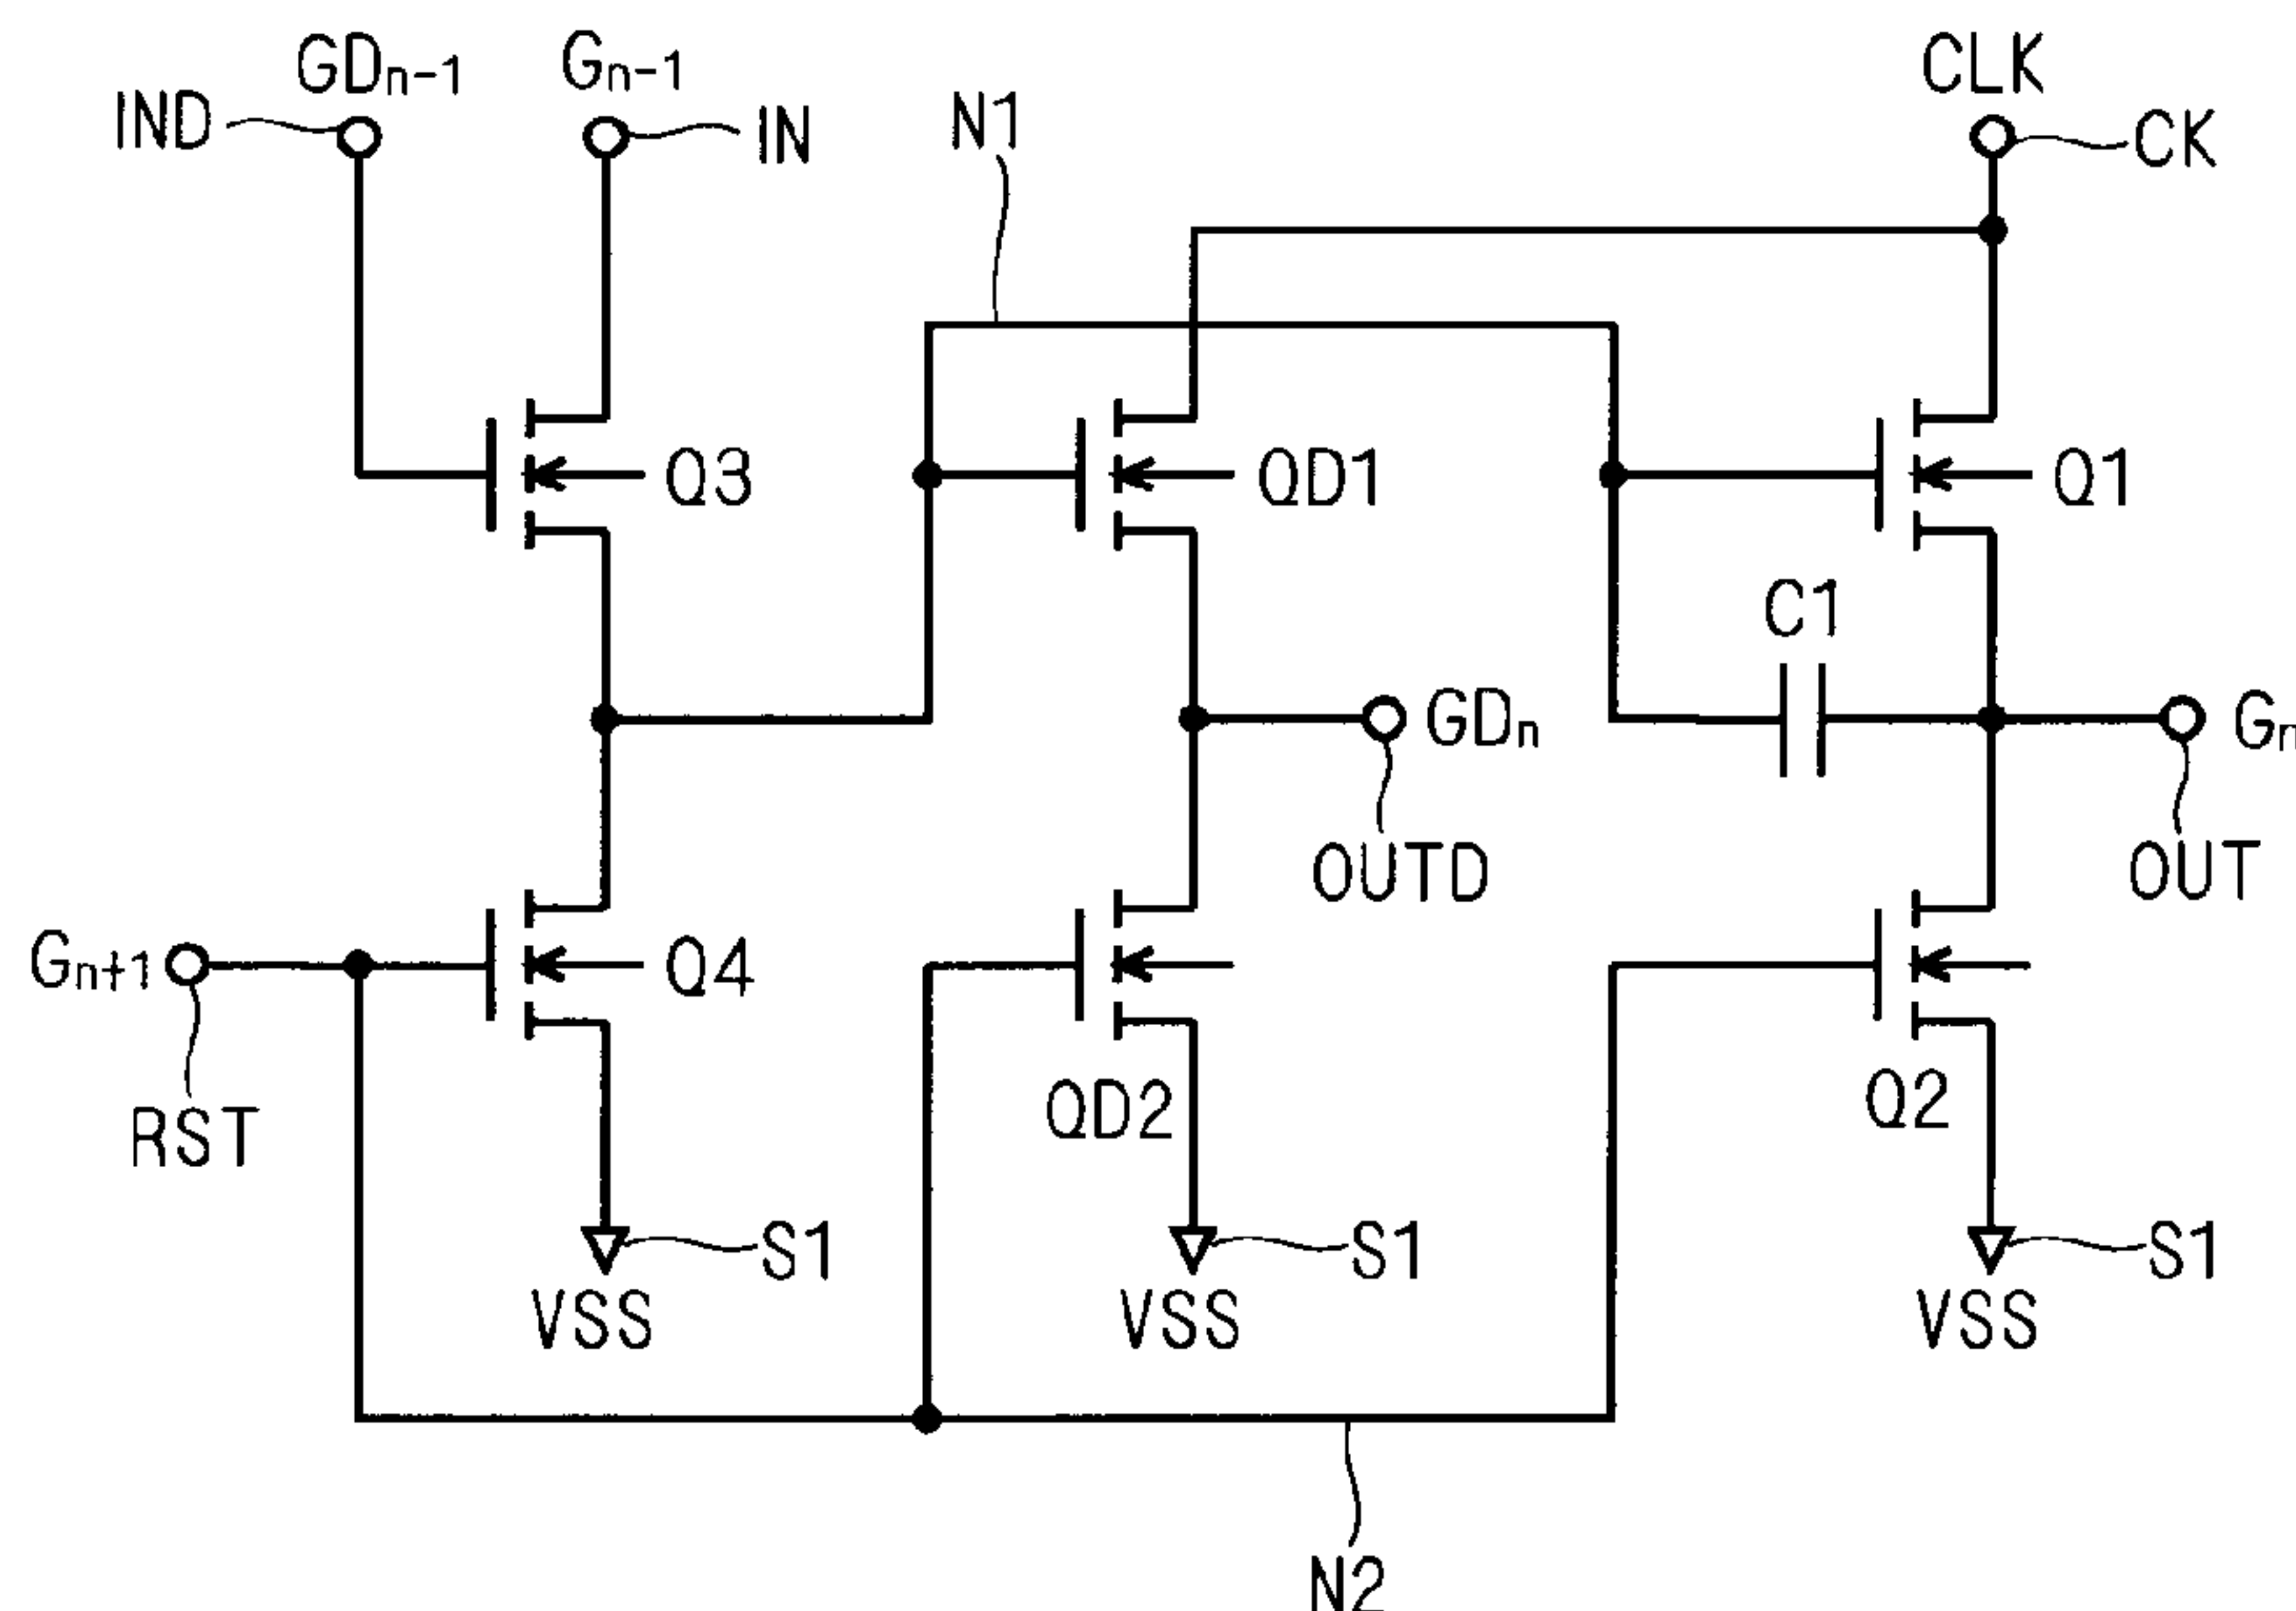 GDn-1
Gn-1
CLK
IND
IN
N1
CK
Q3
QD1
Q1
C1
GDn
Gn
OUTD
OUT
Gn+1
Q4
RST
QD2
Q2
S1
S1
S1
VSS
VSS
VSS
N2